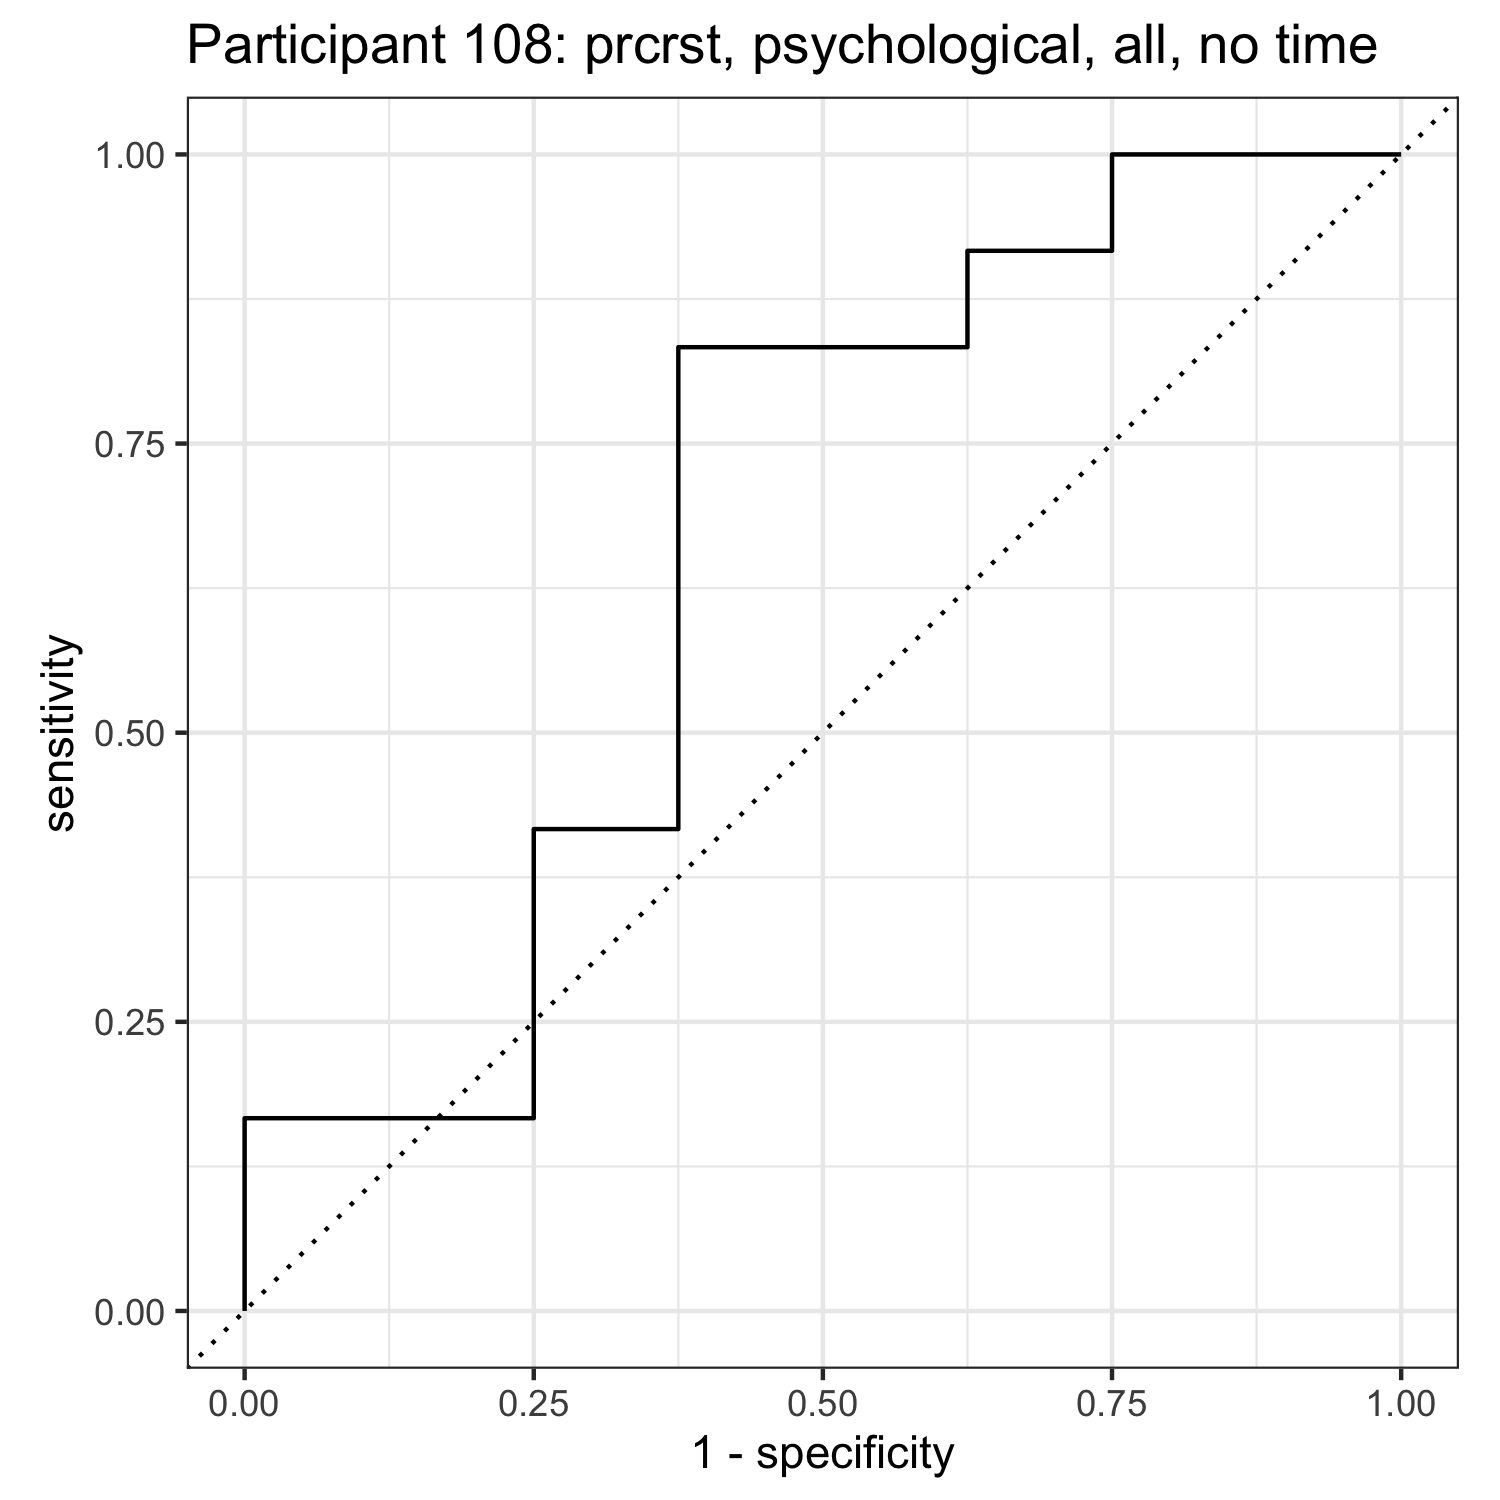 Participant 108: prcrst, psychological, all, no time
1.00
0.75
0.50
0.25
0.00
sensitivity
0.00 0.25 0.50 0.75 1.00
1 - specificity